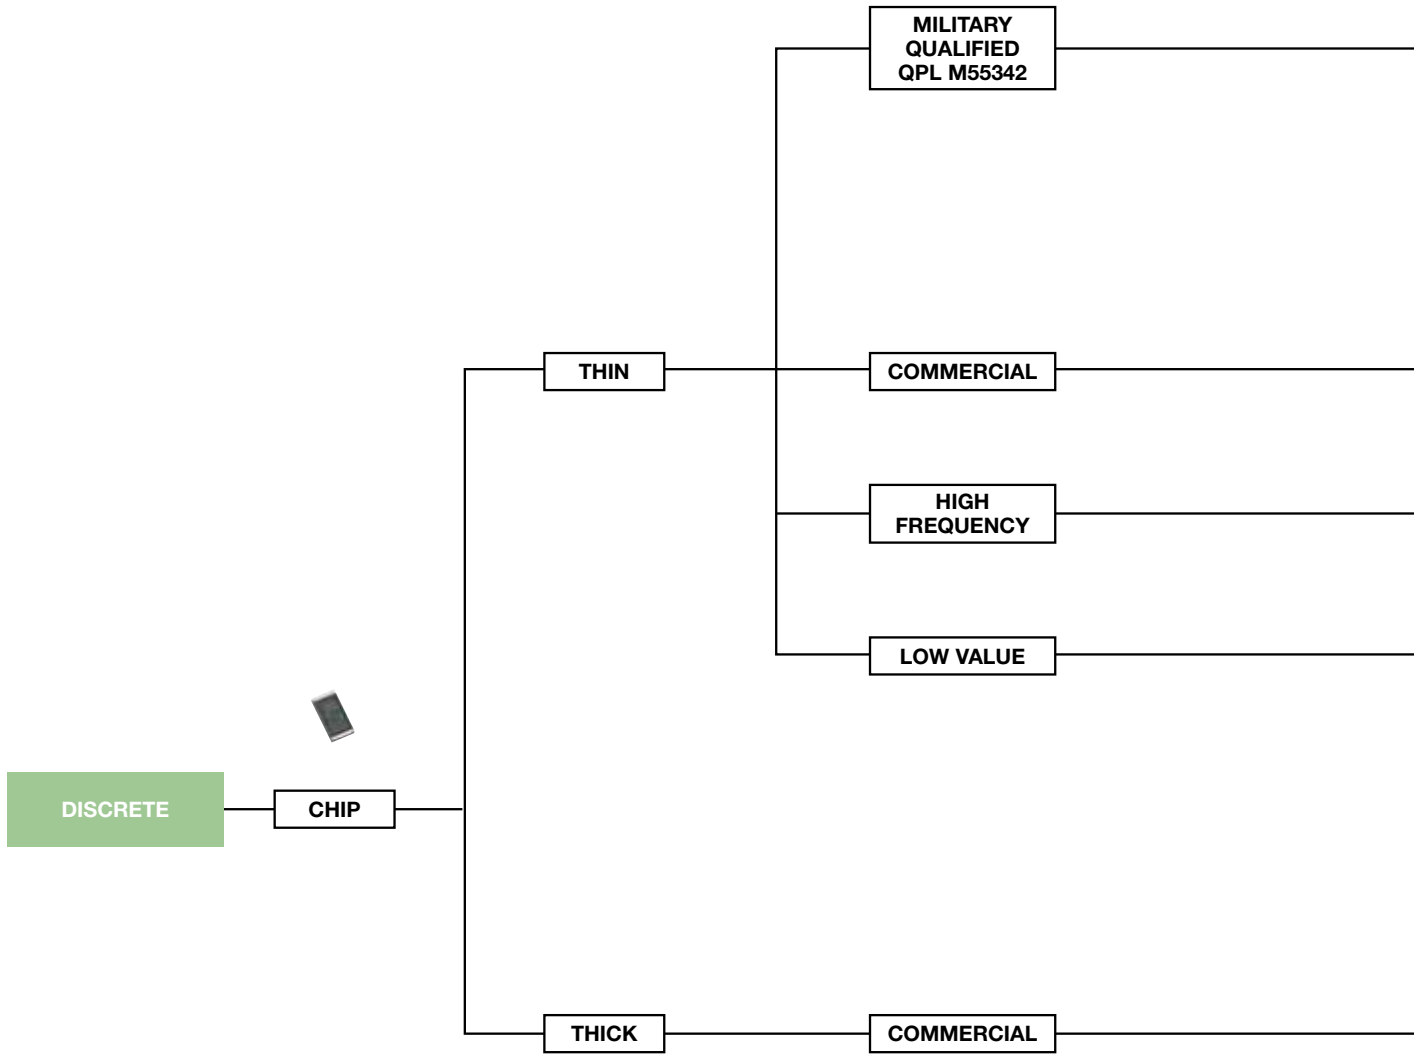 MILITARY
QUALIFIED
QPL M55342
THIN
COMMERCIAL
HIGH
FREQUENCY
LOW VALUE
DISCRETE
CHIP
THICK
COMMERCIAL